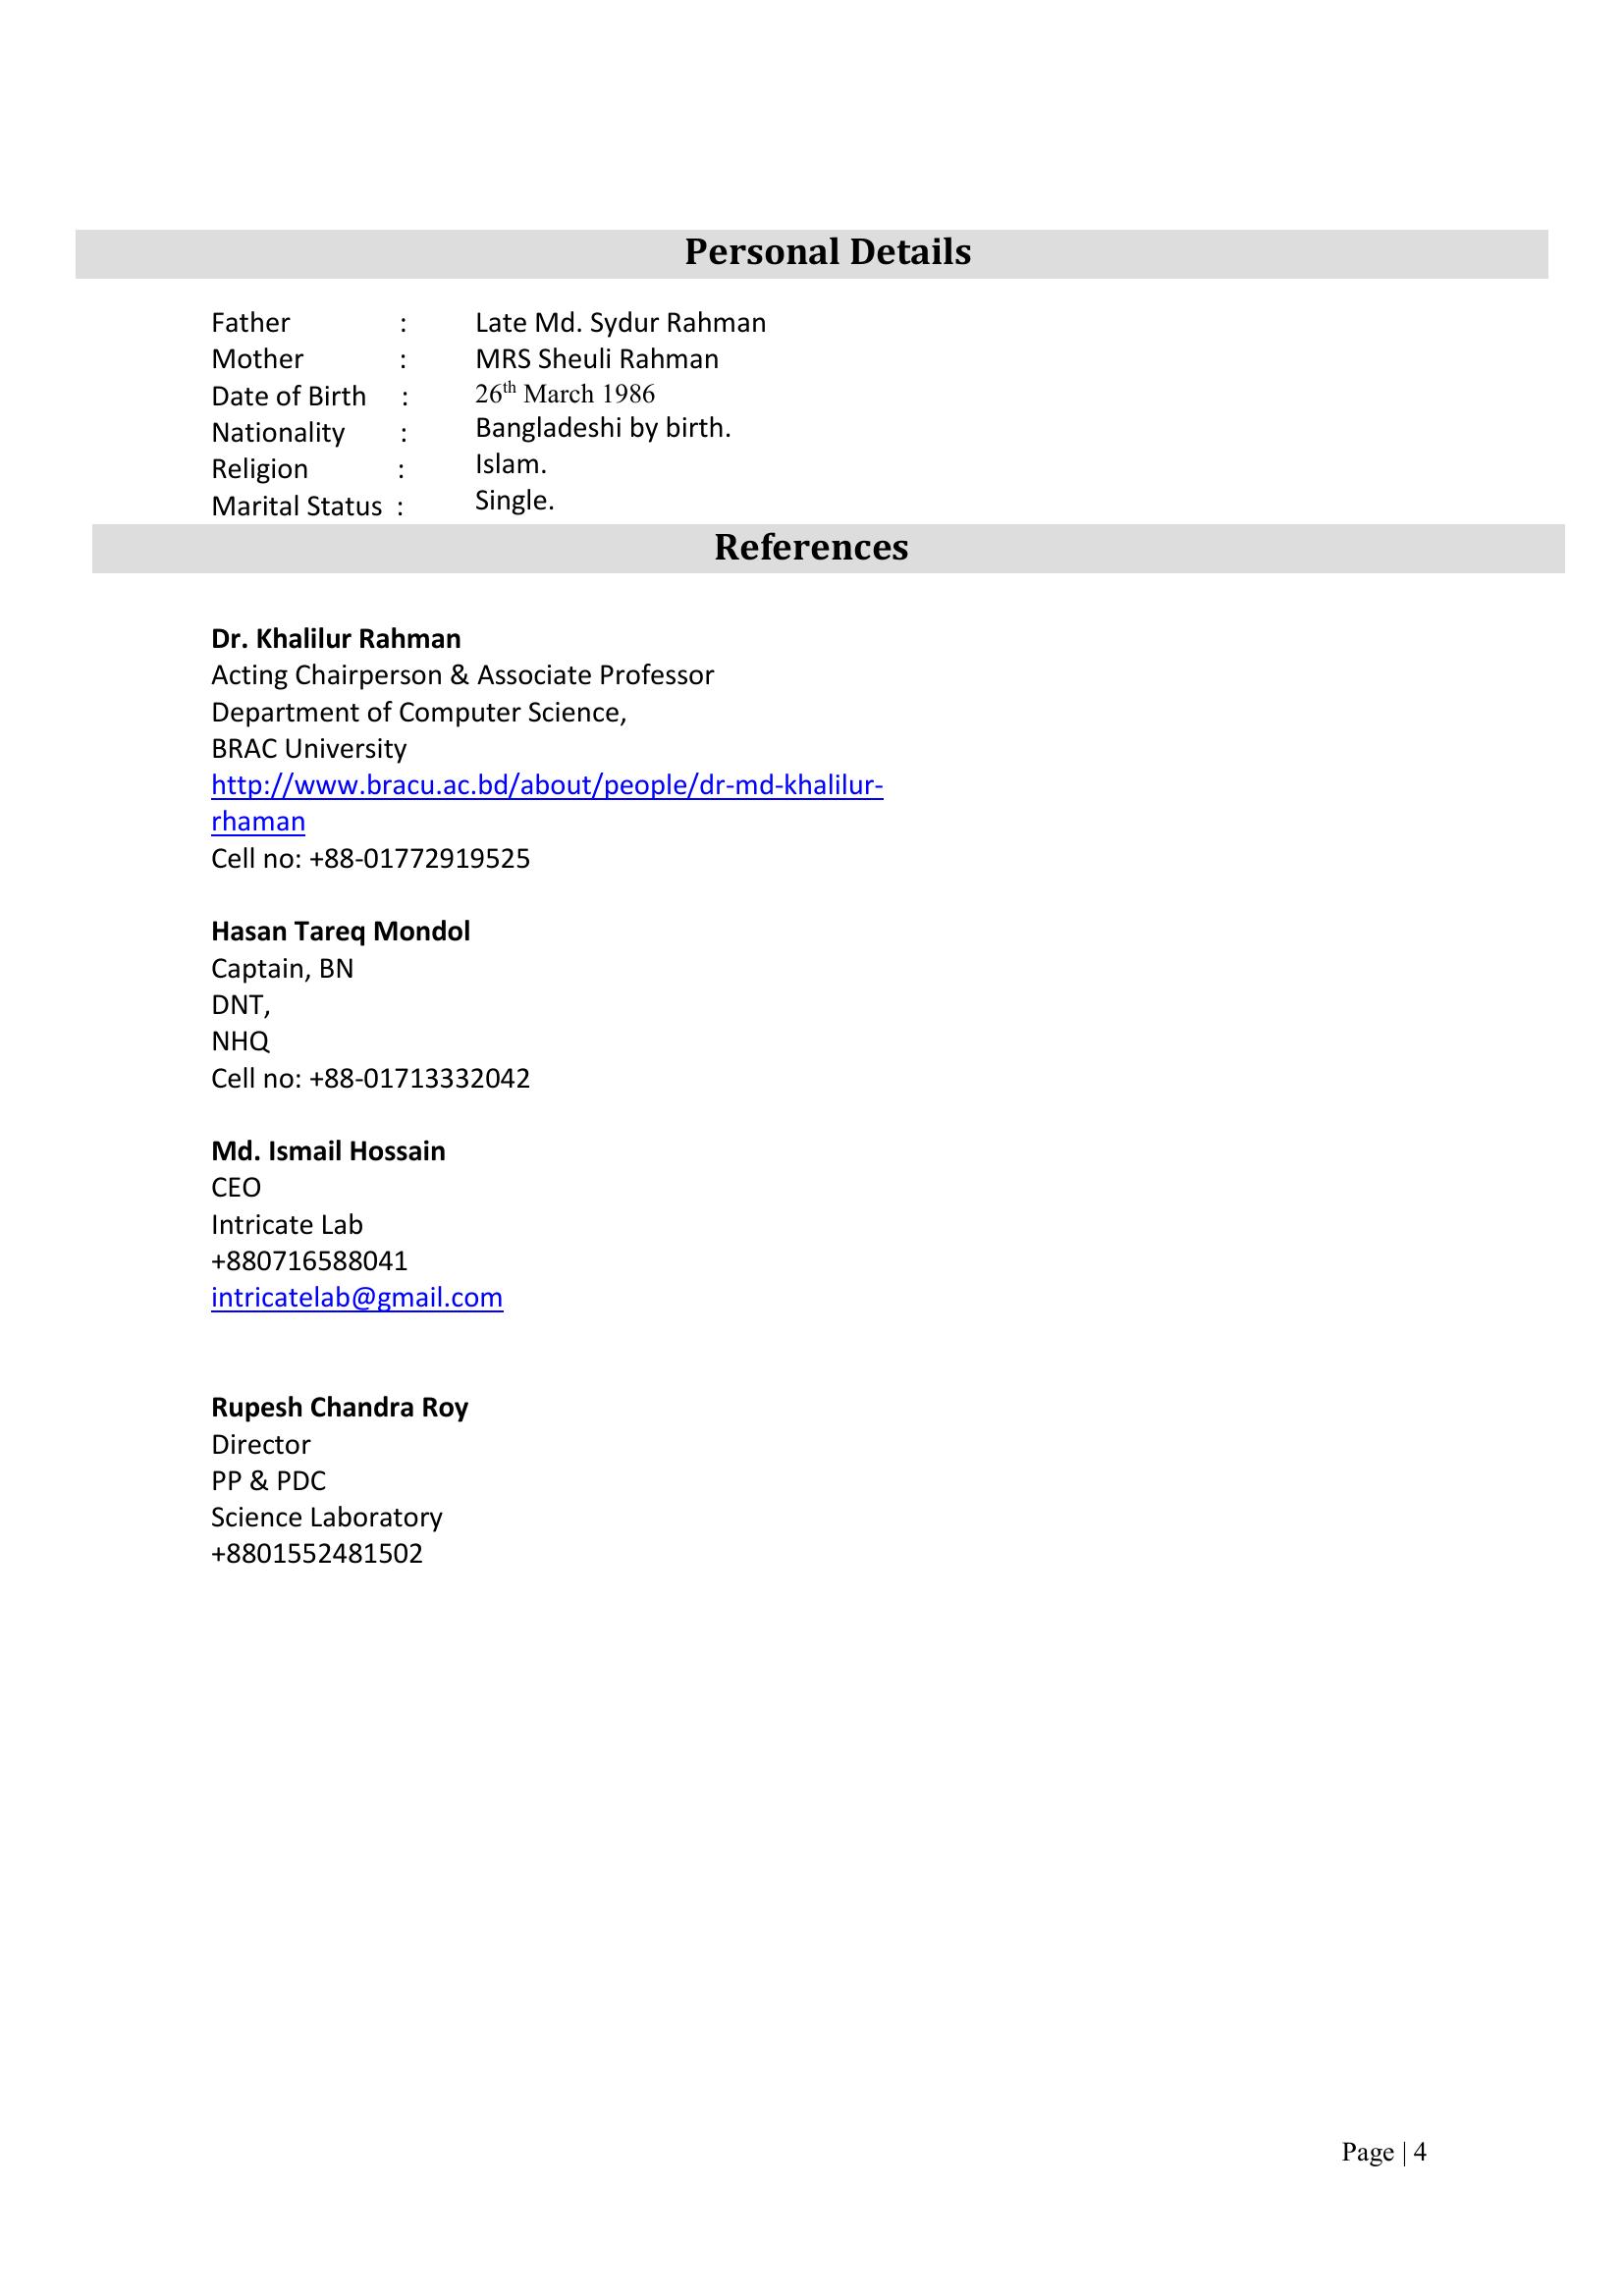 Personal Details
Father : Late Md. Sydur Rahman
Mother : MRS Sheuli Rahman
Date of Birth : 26th March 1986
Nationality : Bangladeshi by birth.
Religion : Islam.
Marital Status : Single.
References
Dr. Khalilur Rahman
Acting Chairperson & Associate Professor
Department of Computer Science,
BRAC University
http://www.bracu.ac.bd/about/people/dr-md-khalilur-
rhaman
Cell no: +88-01772919525
Hasan Tareq Mondol
Captain, BN
DNT,
NHQ
Cell no: +88-01713332042
Md. Ismail Hossain
CEO
Intricate Lab
+880716588041
intricatelab@gmail.com
Rupesh Chandra Roy
Director
PP & PDC
Science Laboratory
+8801552481502
Page | 4